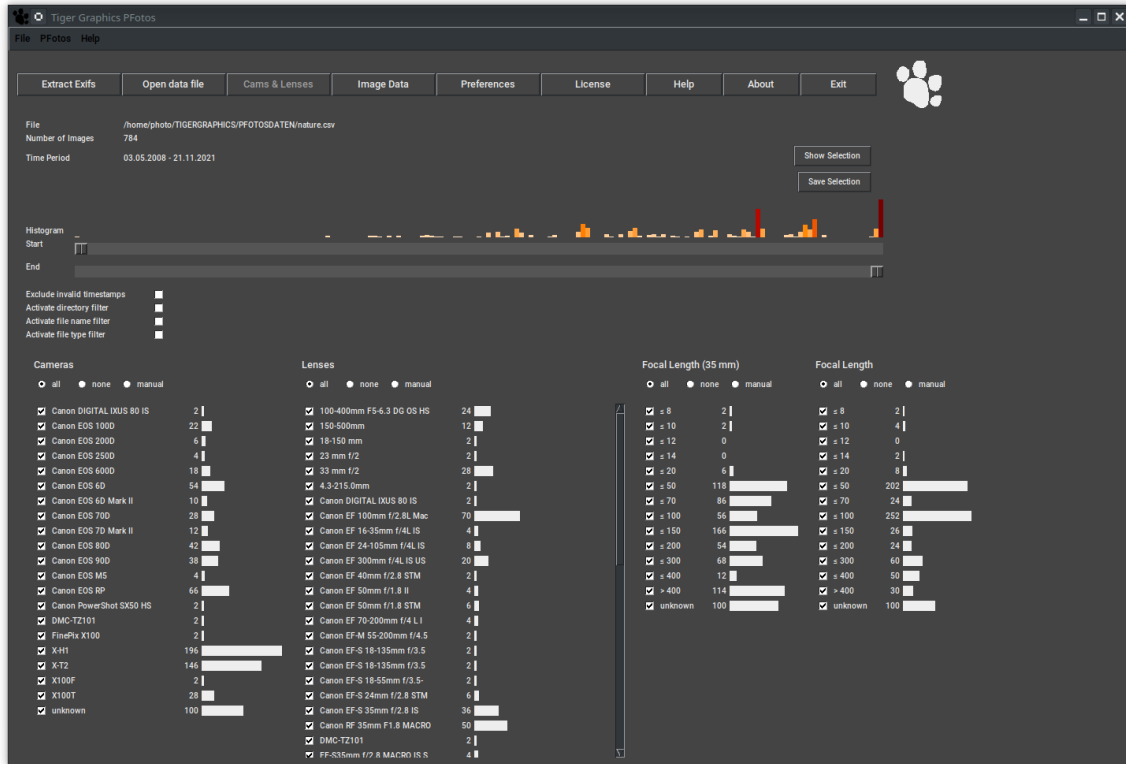 Tiger Graphics PFotos
File PFotos Help
Extract Exifs Open data file Cams & Lenses Image Data Preferences License Help About Exit
File /home/photo/TIGERGRAPHICS/PFOTOSDATEN/nature.csv
Number of Images 784
Time Period 03.05.2008 - 21.11.2021
Show Selection
Save Selection
Histogram
Start
End
Exclude invalid timestamps
Activate directory filter
Activate file name filter
Activate file type filter
Cameras Lenses Focal Length (35 mm) Focal Length
all none manual all none manual all none manual all none manual
Canon DIGITAL IXUS 80 IS 2 100-400mm F5-6.3 DG OS HS 24 ≤ 8 2 ≤ 8 2
Canon EOS 100D 22 150-500mm 12 ≤ 10 2 ≤ 10 4
Canon EOS 200D 6 18-150 mm 2 ≤ 12 0 ≤ 12 0
Canon EOS 250D 4 23 mm f/2 2 ≤ 14 0 ≤ 14 2
Canon EOS 600D 18 33 mm f/2 28 ≤ 20 6 ≤ 20 8
Canon EOS 6D 54 4.3-215.0mm 2 ≤ 50 118 ≤ 50 202
Canon EOS 6D Mark II 10 Canon DIGITAL IXUS 80 IS 2 ≤ 70 86 ≤ 70 24
Canon EOS 70D 28 Canon EF 100mm f/2.8L Mac 70 ≤ 100 56 ≤ 100 252
Canon EOS 7D Mark II 12 Canon EF 16-35mm f/4L IS 4 ≤ 150 166 ≤ 150 26
Canon EOS 80D 42 Canon EF 24-105mm f/4L IS 8 ≤ 200 54 ≤ 200 24
Canon EOS 90D 38 Canon EF 300mm f/4L IS US 20 ≤ 300 68 ≤ 300 60
Canon EOS M5 4 Canon EF 40mm f/2.8 STM 2 ≤ 400 12 ≤ 400 50
Canon EOS RP 66 Canon EF 50mm f/1.8 II 4 > 400 114 > 400 30
Canon PowerShot SX50 HS 2 Canon EF 50mm f/1.8 STM 6 unknown 100 unknown 100
DMC-TZ101 2 Canon EF 70-200mm f/4 L I 4
FinePix X100 2 Canon EF-M 55-200mm f/4.5 2
X-H1 196 Canon EF-S 18-135mm f/3.5 2
X-T2 146 Canon EF-S 18-135mm f/3.5 2
X100F 2 Canon EF-S 18-55mm f/3.5- 2
X100T 28 Canon EF-S 24mm f/2.8 STM 6
unknown 100 Canon EF-S 35mm f/2.8 IS 36
Canon RF 35mm F1.8 MACRO 50
DMC-TZ101 2
EF-S35mm f/2.8 MACRO IS S 4